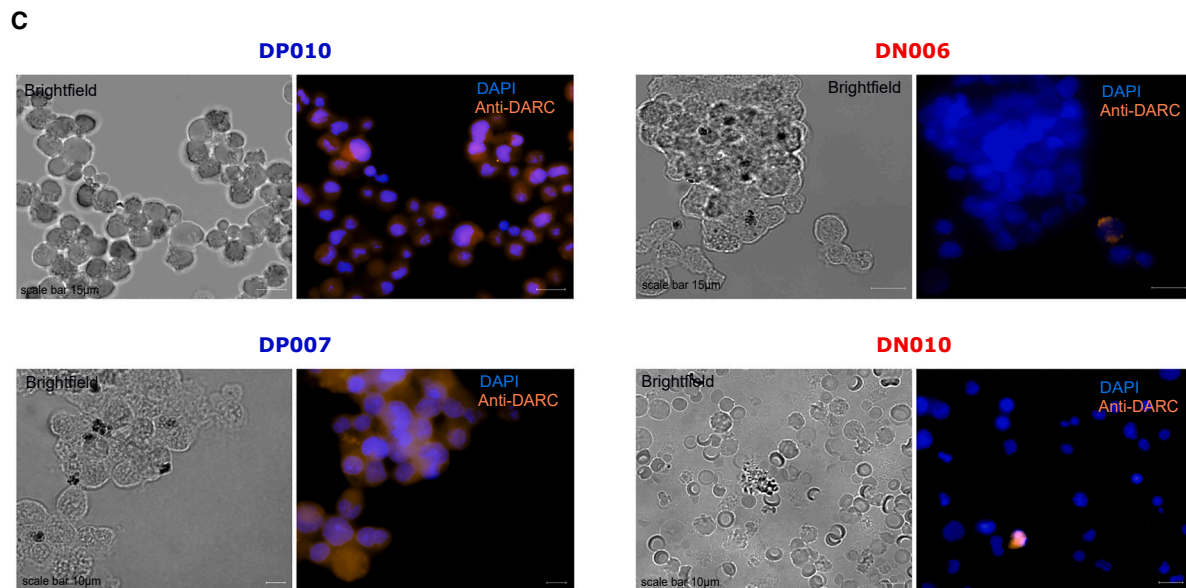 C
DP010
Brightfield
scale bar 15µm
DAPI
Anti-DARC
DN006
Brightfield
scale bar 15µm
DAPI
Anti-DARC
DP007
Brightfield
scale bar 10µm
DAPI
Anti-DARC
DN010
Brightfield
scale bar 10µm
DAPI
Anti-DARC